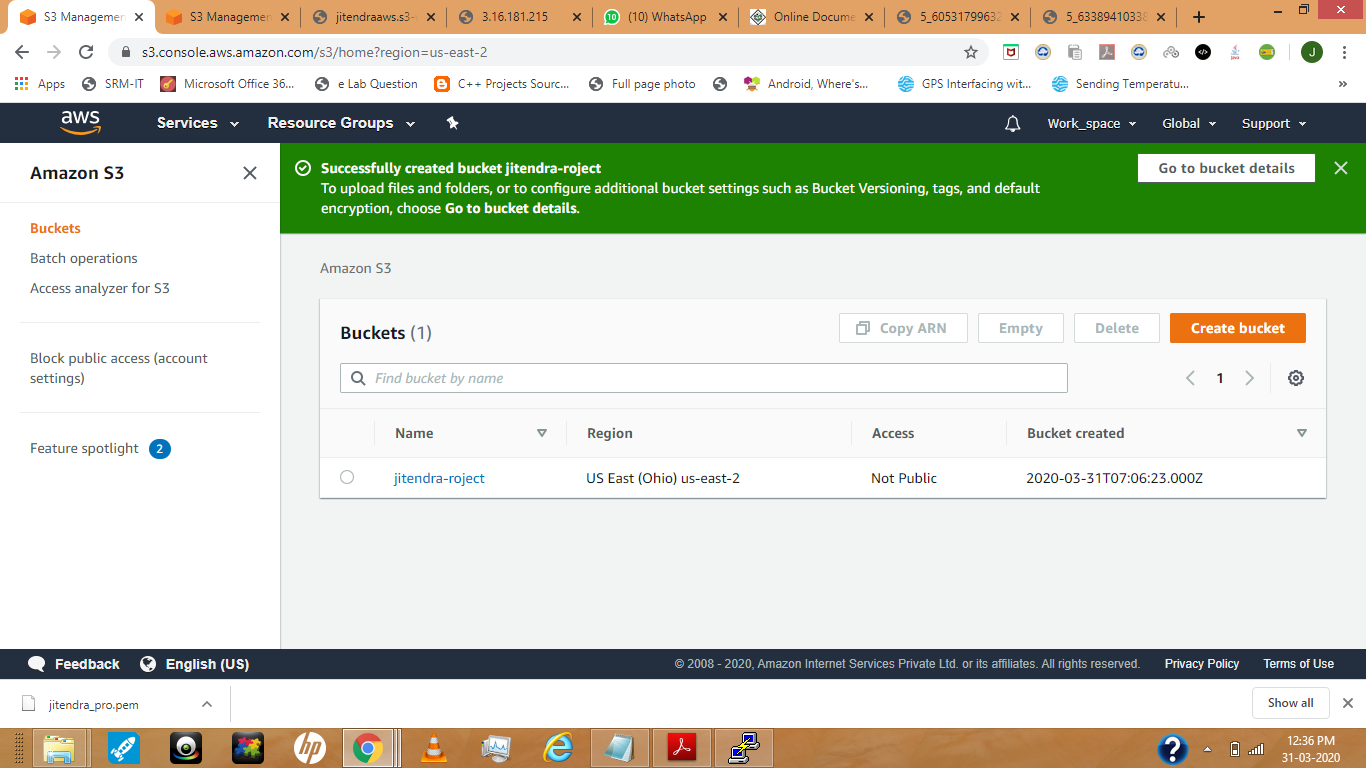 S3 Managemen
S3 Managemen
jitendraaws.s3-
3.16.181.215
(10) WhatsApp
Online Docume
5_60531799632
5_63389410338
s3.console.aws.amazon.com/s3/home?region=us-east-2
J
Apps
SRM-IT
Microsoft Office 36...
e Lab Question
C++ Projects Sourc...
Full page photo
Android, Where's...
GPS Interfacing wit...
Sending Temperatu...
»
aws
Services
Resource Groups
Work_space
Global
Support
Amazon S3
Successfully created bucket jitendra-roject
To upload files and folders, or to configure additional bucket settings such as Bucket Versioning, tags, and default
encryption, choose Go to bucket details.
Go to bucket details
Buckets
Batch operations
Access analyzer for S3
Block public access (account
settings)
Feature spotlight 2
Amazon S3
Buckets (1)
Copy ARN
Empty
Delete
Create bucket
Find bucket by name
1
Name
Region
Access
Bucket created
jitendra-roject
US East (Ohio) us-east-2
Not Public
2020-03-31T07:06:23.000Z
Feedback
English (US)
© 2008 - 2020, Amazon Internet Services Private Ltd. or its affiliates. All rights reserved.
Privacy Policy
Terms of Use
jitendra_pro.pem
Show all
hp
12:36 PM
31-03-2020